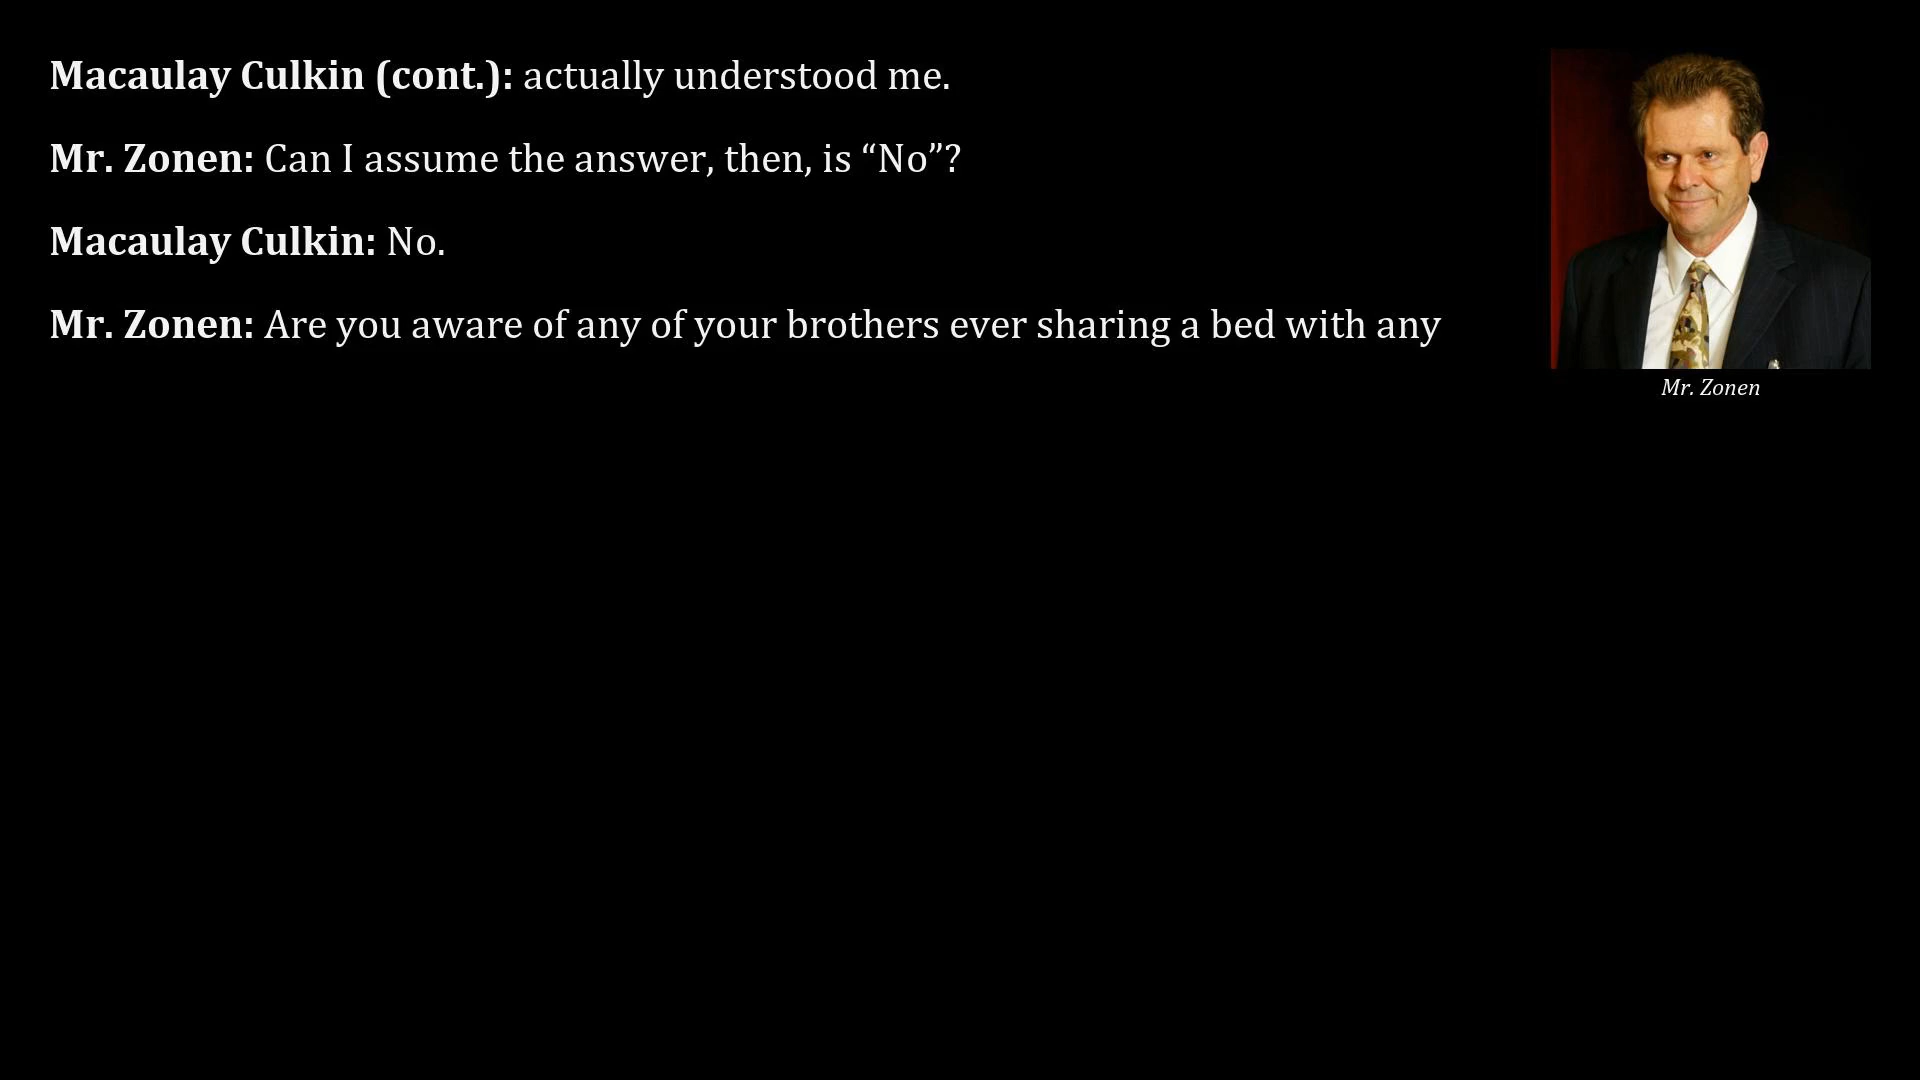 Macaulay Culkin (cont.): actually understood me.
Mr. Zonen: Can I assume the answer, then, is “No”?
Macaulay Culkin: No.
Mr. Zonen: Are you aware of any of your brothers ever sharing a bed with any
Mr. Zonen